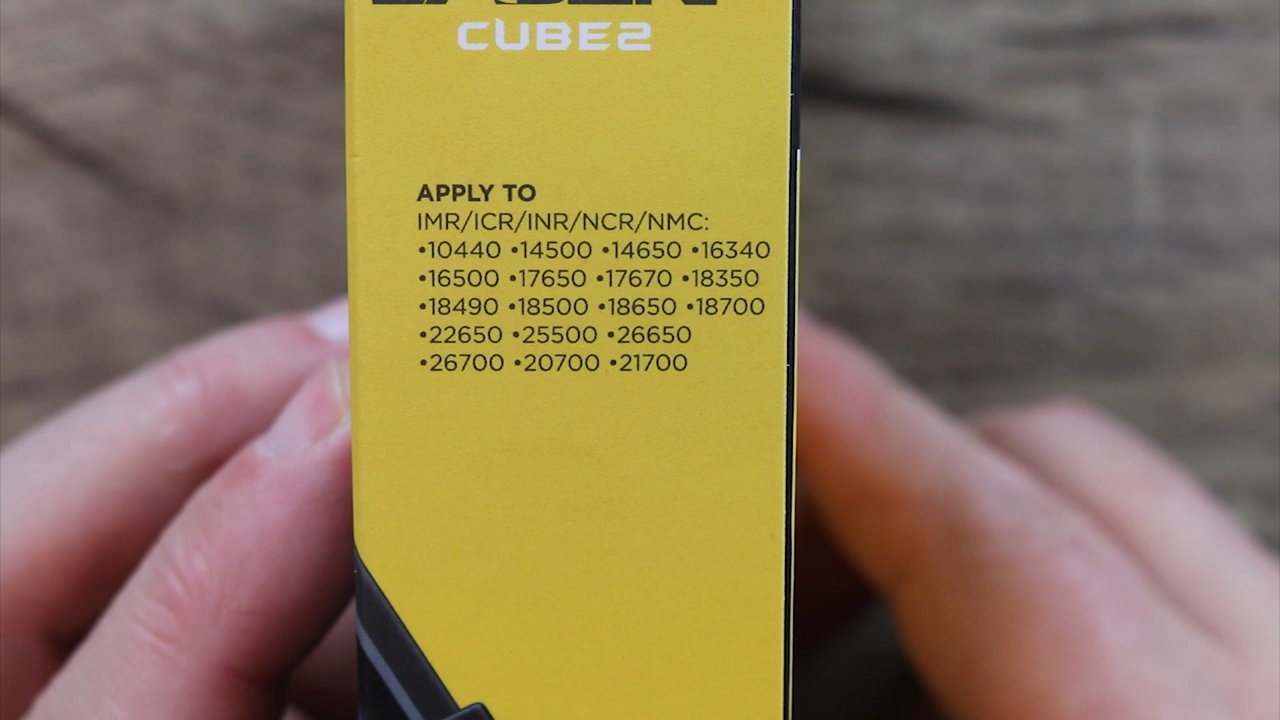 CUBE2
APPLY TO
IMR/ICR/INR/NCR/NMC:
•10440 •14500 •14650 •16340
•16500 •17650 •17670 •18350
•18490 •18500 •18650 •18700
•22650 •25500 •26650
•26700 •20700 •21700